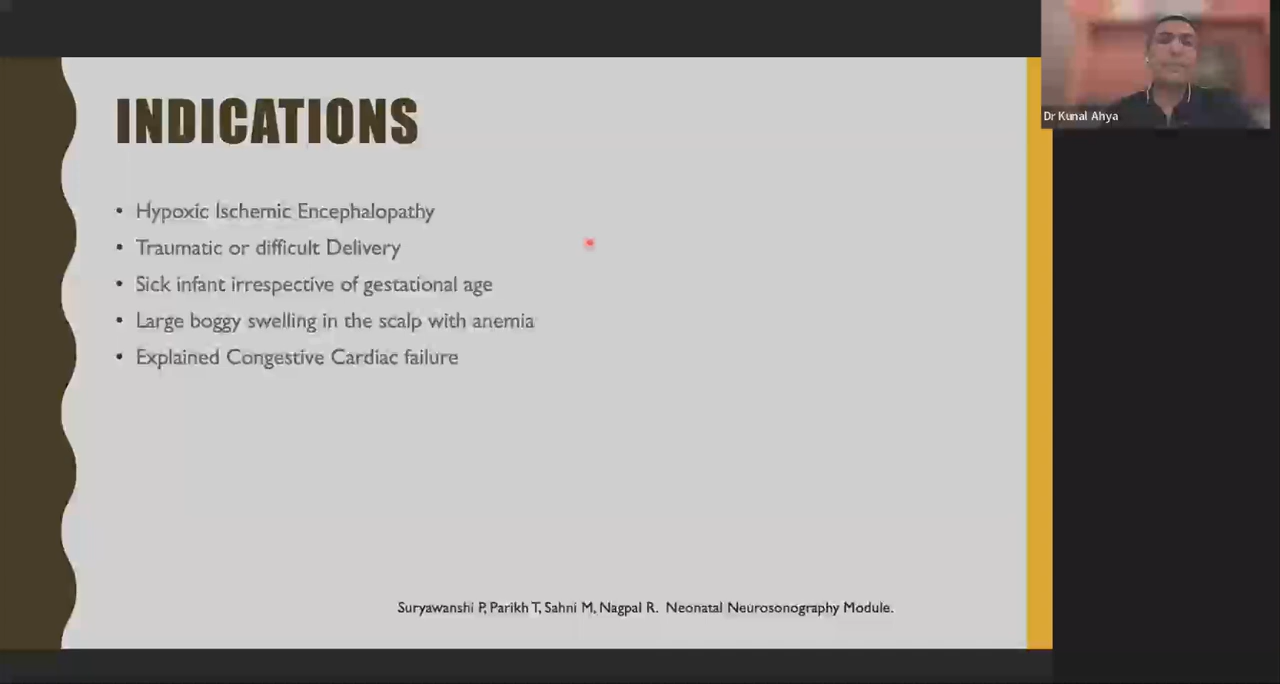 INDICATIONS
• Hypoxic Ischemic Encephalopathy
• Traumatic or difficult Delivery
• Sick infant irrespective of gestational age
• Large boggy swelling in the scalp with anemia
• Explained Congestive Cardiac failure
Suryawanshi P, Parikh T, Sahni M, Nagpal R. Neonatal Neurosonography Module.
Dr Kunal Ahya